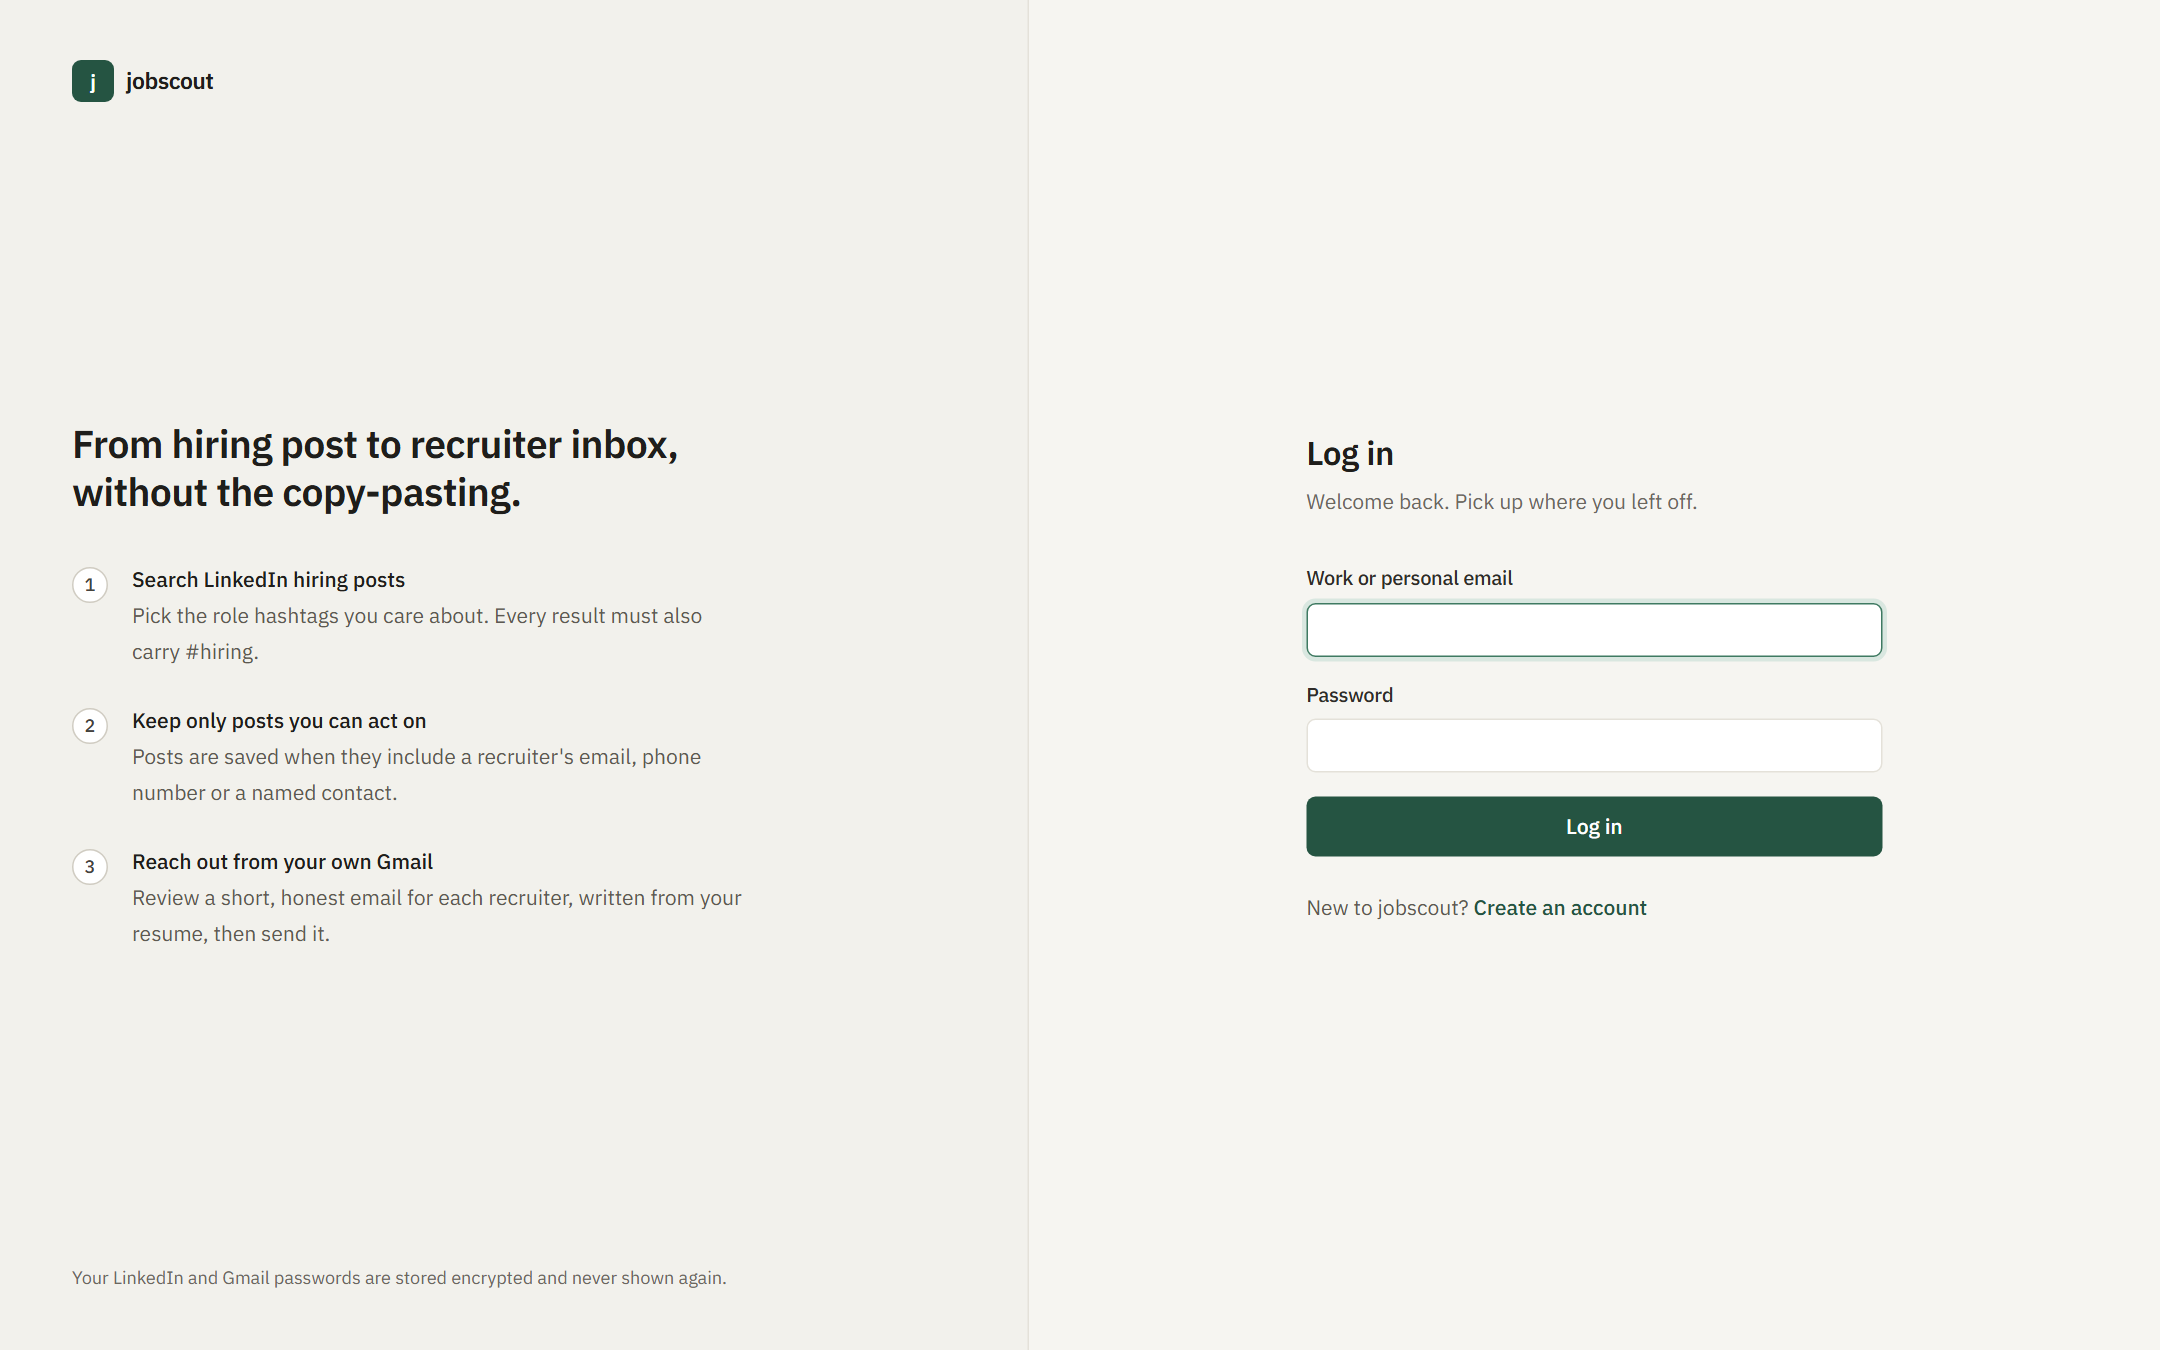 j jobscout
From hiring post to recruiter inbox,
without the copy-pasting.
1 Search LinkedIn hiring posts
Pick the role hashtags you care about. Every result must also
carry #hiring.
2 Keep only posts you can act on
Posts are saved when they include a recruiter's email, phone
number or a named contact.
3 Reach out from your own Gmail
Review a short, honest email for each recruiter, written from your
resume, then send it.
Your LinkedIn and Gmail passwords are stored encrypted and never shown again.
Log in
Welcome back. Pick up where you left off.
Work or personal email
Password
Log in
New to jobscout? Create an account